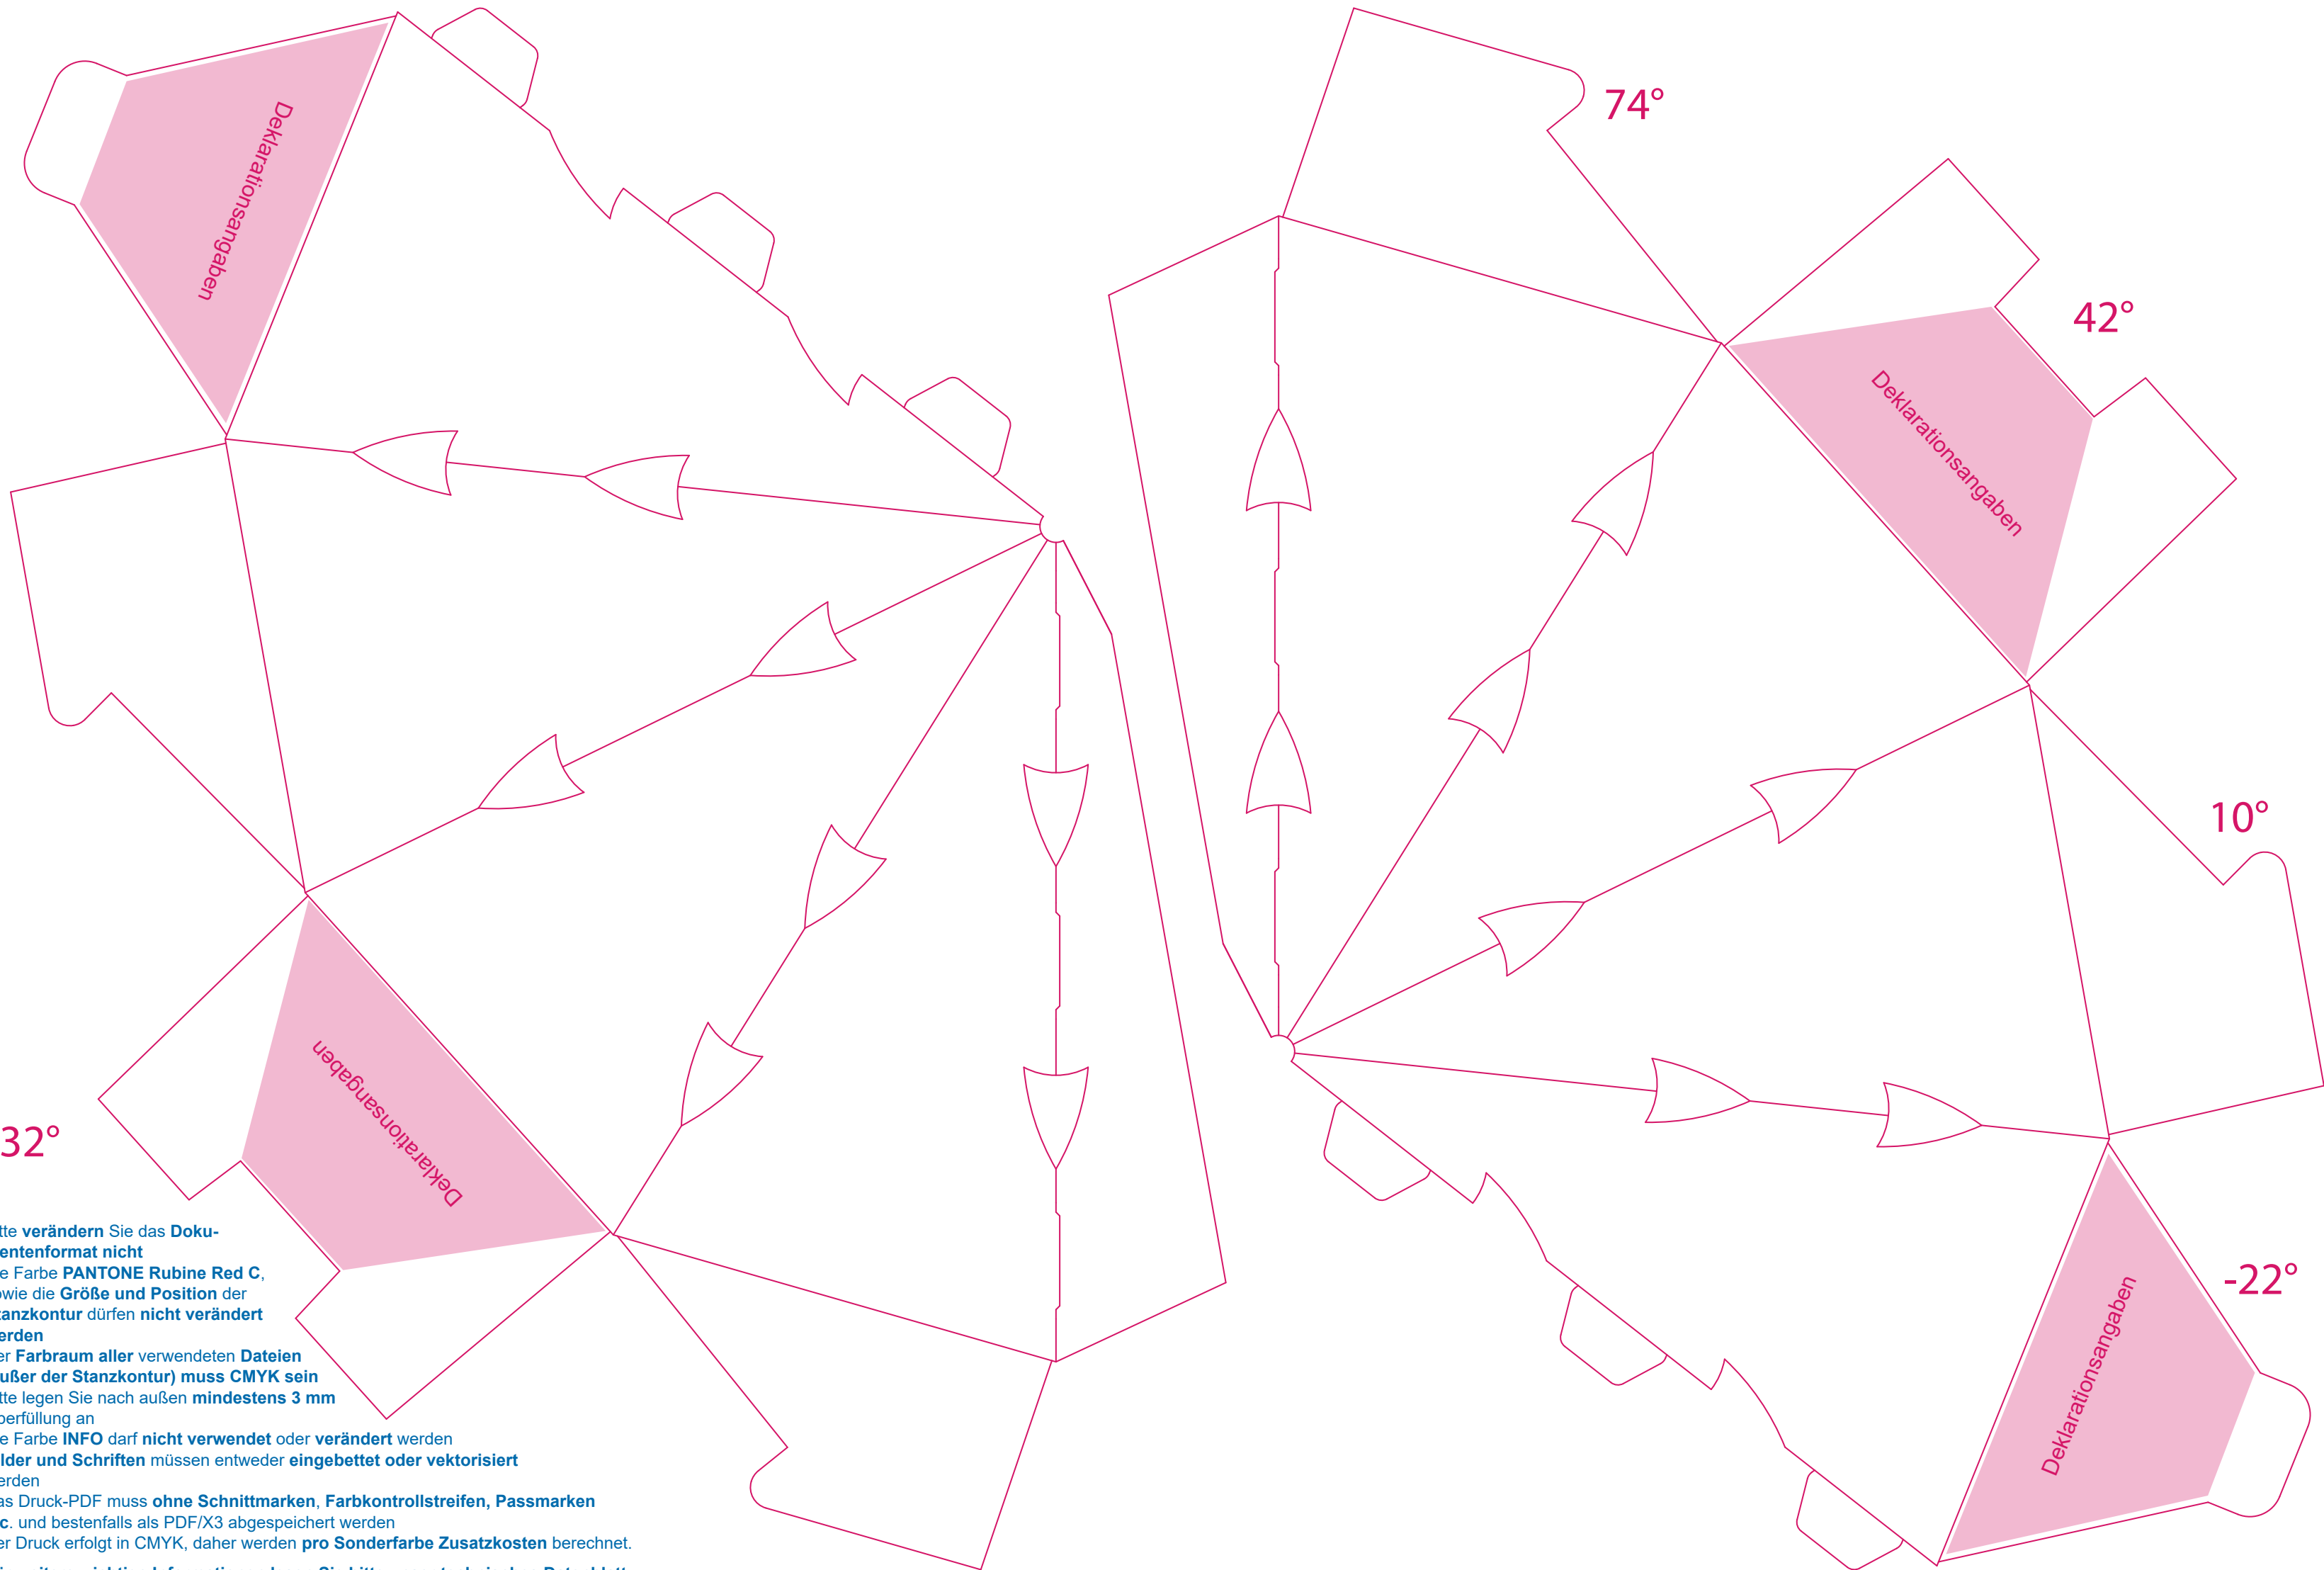 Deklarationsangaben
74°
42°
Deklarationsangaben
10°
Deklarationsangaben
32°
-22°
Deklarationsangaben
tte verändern Sie das Doku-
entenformat nicht
e Farbe PANTONE Rubine Red C,
owie die Größe und Position der
tanzkontur dürfen nicht verändert
erden
er Farbraum aller verwendeten Dateien
ußer der Stanzkontur) muss CMYK sein
tte legen Sie nach außen mindestens 3 mm
berfüllung an
e Farbe INFO darf nicht verwendet oder verändert werden
lder und Schriften müssen entweder eingebettet oder vektorisiert
erden
as Druck-PDF muss ohne Schnittmarken, Farbkontrollstreifen, Passmarken
c. und bestenfalls als PDF/X3 abgespeichert werden
er Druck erfolgt in CMYK, daher werden pro Sonderfarbe Zusatzkosten berechnet.